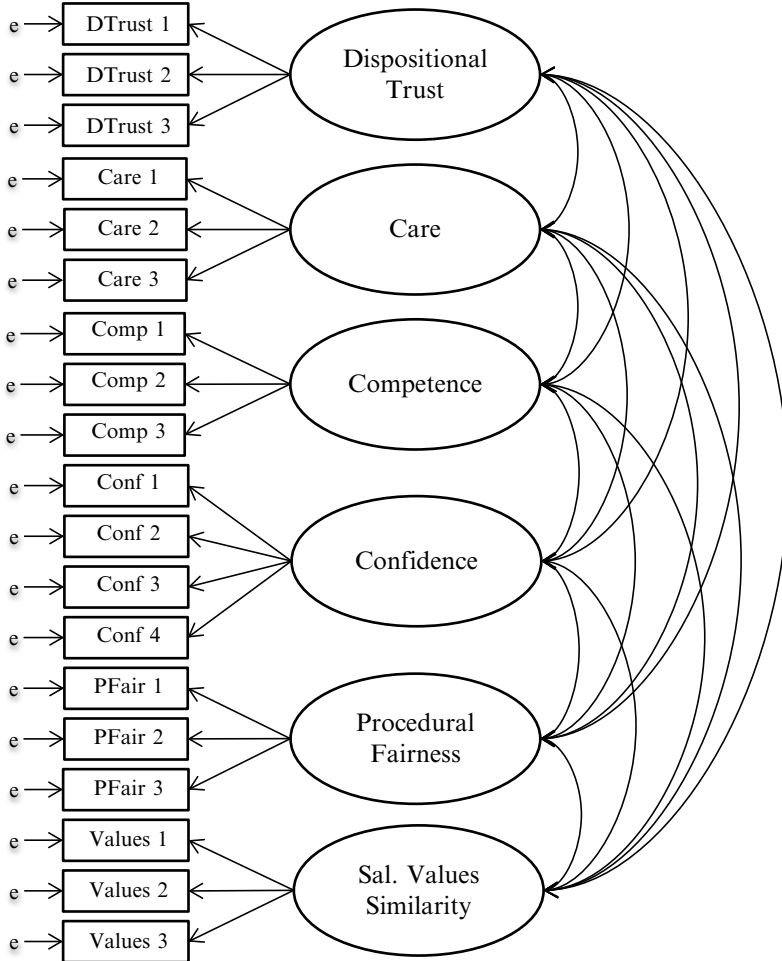 e
DTrust 1
e
DTrust 2
e
DTrust 3
Dispositional
Trust
e
Care 1
e
Care 2
e
Care 3
Care
e
Comp 1
e
Comp 2
e
Comp 3
Competence
e
Conf 1
e
Conf 2
e
Conf 3
e
Conf 4
Confidence
e
PFair 1
e
PFair 2
e
PFair 3
Procedural
Fairness
e
Values 1
e
Values 2
e
Values 3
Sal. Values
Similarity